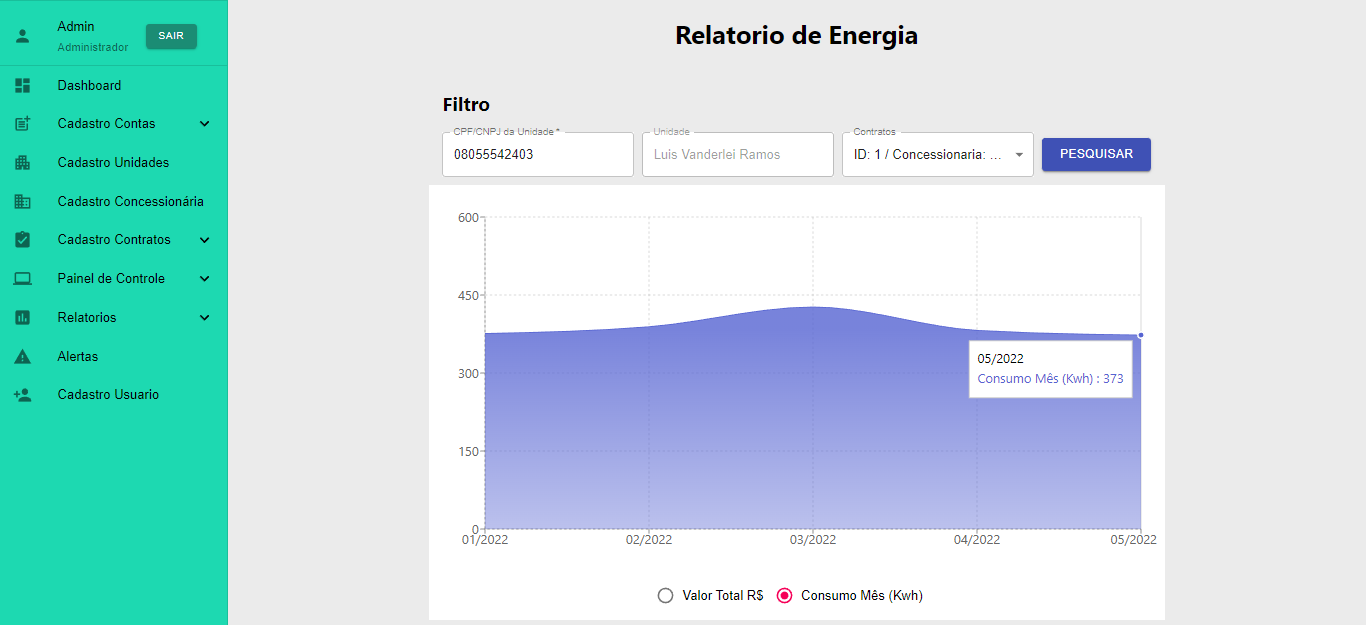 Admin
Administrador
SAIR
Dashboard
Cadastro Contas
Cadastro Unidades
Cadastro Concessionária
Cadastro Contratos
Painel de Controle
Relatorios
Alertas
Cadastro Usuario
Relatorio de Energia
Filtro
CPF/CNPJ da Unidade *
08055542403
Unidade
Luis Vanderlei Ramos
Contratos
ID: 1 / Concessionaria: ...
PESQUISAR
600
450
300
150
0
05/2022
Consumo Mês (Kwh) : 373
01/2022 02/2022 03/2022 04/2022 05/2022
Valor Total R$ Consumo Mês (Kwh)